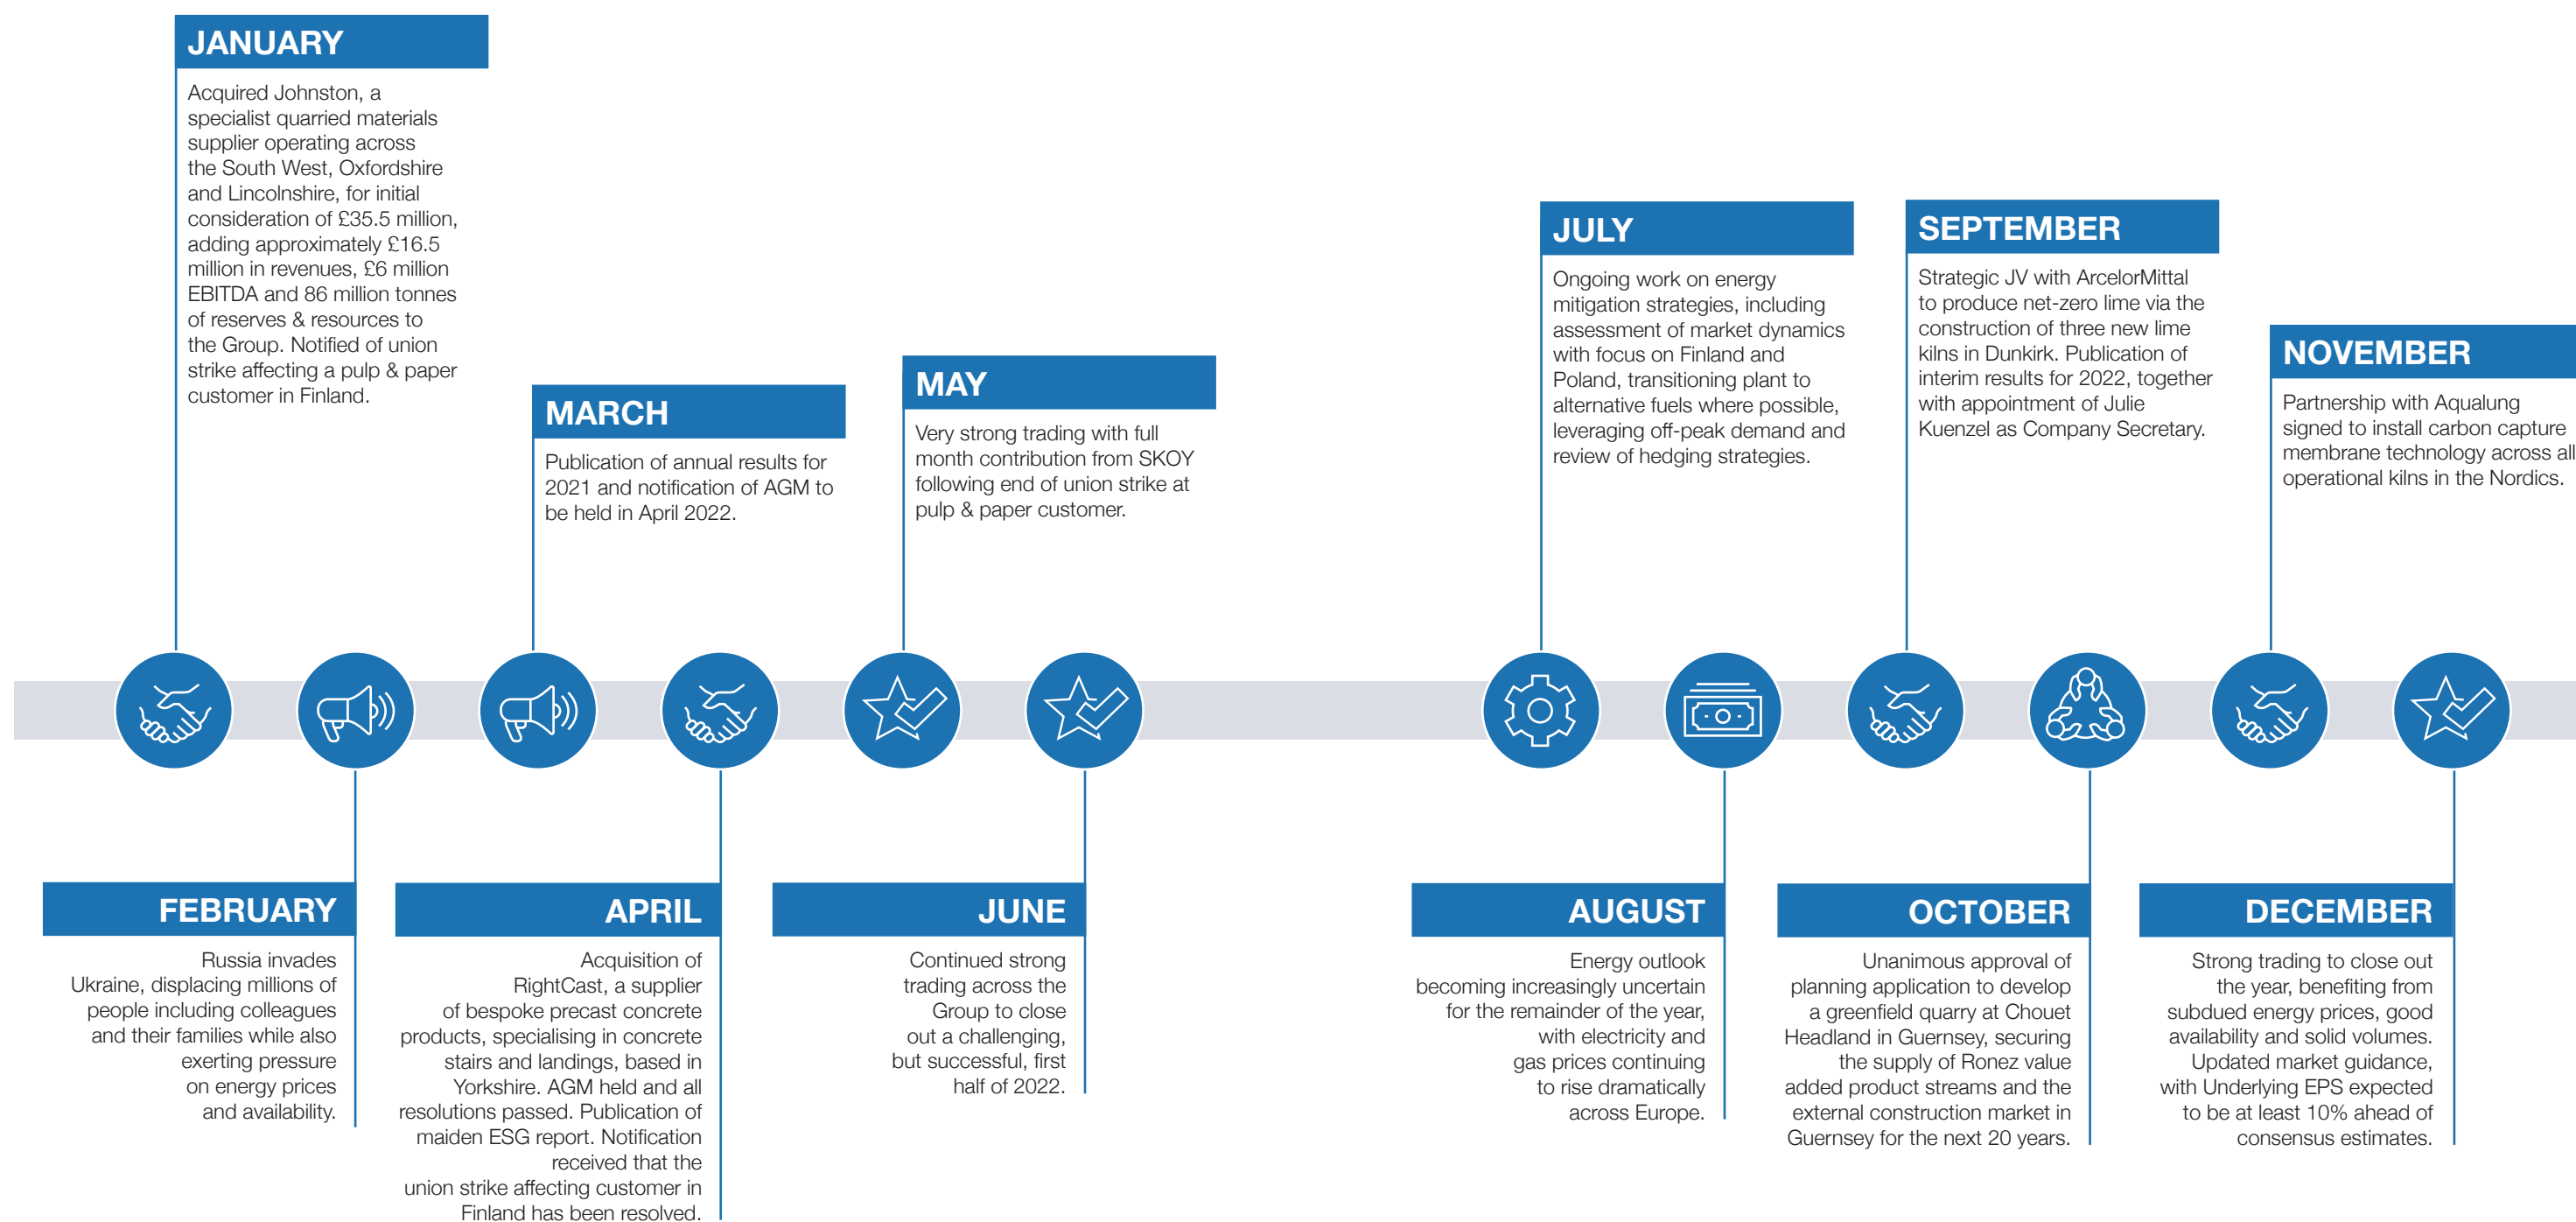 JANUARY
Acquired Johnston, a
specialist quarried materials
supplier operating across
the South West, Oxfordshire
and Lincolnshire, for initial
consideration of £35.5 million,
adding approximately £16.5
million in revenues, £6 million
EBITDA and 86 million tonnes
of reserves & resources to
the Group. Notified of union
strike affecting a pulp & paper
customer in Finland.
FEBRUARY
Russia invades
Ukraine, displacing millions of
people including colleagues
and their families while also
exerting pressure
on energy prices
and availability.
MARCH
Publication of annual results for
2021 and notification of AGM to
be held in April 2022.
APRIL
Acquisition of
RightCast, a supplier
of bespoke precast concrete
products, specialising in concrete
stairs and landings, based in
Yorkshire. AGM held and all
resolutions passed. Publication of
maiden ESG report. Notification
received that the
union strike affecting customer in
Finland has been resolved.
MAY
Very strong trading with full
month contribution from SKOY
following end of union strike at
pulp & paper customer.
JUNE
Continued strong
trading across the
Group to close
out a challenging,
but successful, first
half of 2022.
JULY
Ongoing work on energy
mitigation strategies, including
assessment of market dynamics
with focus on Finland and
Poland, transitioning plant to
alternative fuels where possible,
leveraging off-peak demand and
review of hedging strategies.
AUGUST
Energy outlook
becoming increasingly uncertain
for the remainder of the year,
with electricity and
gas prices continuing
to rise dramatically
across Europe.
SEPTEMBER
Strategic JV with ArcelorMittal
to produce net-zero lime via the
construction of three new lime
kilns in Dunkirk. Publication of
interim results for 2022, together
with appointment of Julie
Kuenzel as Company Secretary.
OCTOBER
Unanimous approval of
planning application to develop
a greenfield quarry at Chouet
Headland in Guernsey, securing
the supply of Ronez value
added product streams and the
external construction market in
Guernsey for the next 20 years.
NOVEMBER
Partnership with Aqualung
signed to install carbon capture
membrane technology across all
operational kilns in the Nordics.
DECEMBER
Strong trading to close out
the year, benefiting from
subdued energy prices, good
availability and solid volumes.
Updated market guidance,
with Underlying EPS expected
to be at least 10% ahead of
consensus estimates.